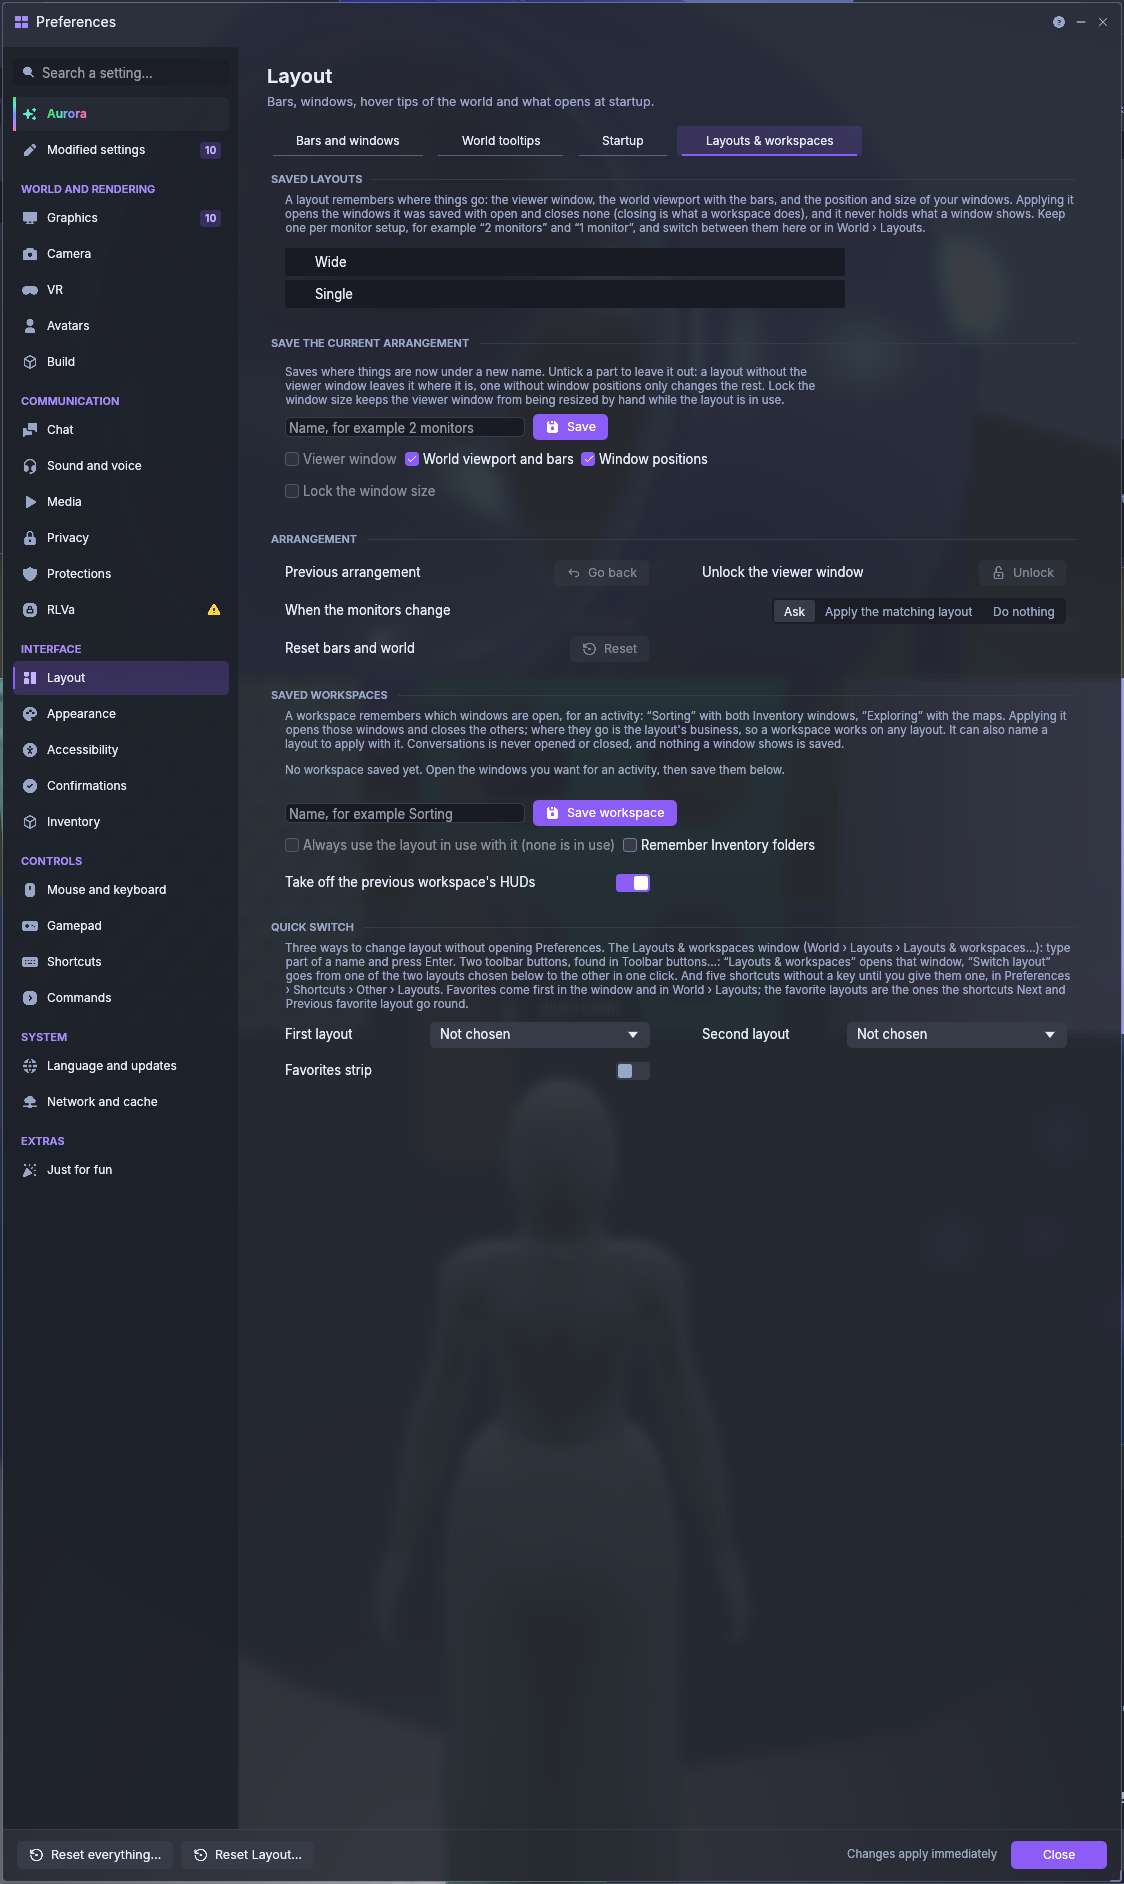 Preferences
Search a setting...
Aurora
Modified settings 10
WORLD AND RENDERING
Graphics 10
Camera
VR
Avatars
Build
COMMUNICATION
Chat
Sound and voice
Media
Privacy
Protections
RLVa
INTERFACE
Layout
Appearance
Accessibility
Confirmations
Inventory
CONTROLS
Mouse and keyboard
Gamepad
Shortcuts
Commands
SYSTEM
Language and updates
Network and cache
EXTRAS
Just for fun
Layout
Bars, windows, hover tips of the world and what opens at startup.
Bars and windows World tooltips Startup Layouts & workspaces
SAVED LAYOUTS
A layout remembers where things go: the viewer window, the world viewport with the bars, and the position and size of your windows. Applying it
opens the windows it was saved with open and closes none (closing is what a workspace does), and it never holds what a window shows. Keep
one per monitor setup, for example “2 monitors” and “1 monitor”, and switch between them here or in World › Layouts.
Wide
Single
SAVE THE CURRENT ARRANGEMENT
Saves where things are now under a new name. Untick a part to leave it out: a layout without the
viewer window leaves it where it is, one without window positions only changes the rest. Lock the
window size keeps the viewer window from being resized by hand while the layout is in use.
Name, for example 2 monitors Save
Viewer window World viewport and bars Window positions
Lock the window size
ARRANGEMENT
Previous arrangement Go back Unlock the viewer window Unlock
When the monitors change Ask Apply the matching layout Do nothing
Reset bars and world Reset
SAVED WORKSPACES
A workspace remembers which windows are open, for an activity: “Sorting” with both Inventory windows, “Exploring” with the maps. Applying it
opens those windows and closes the others; where they go is the layout's business, so a workspace works on any layout. It can also name a
layout to apply with it. Conversations is never opened or closed, and nothing a window shows is saved.
No workspace saved yet. Open the windows you want for an activity, then save them below.
Name, for example Sorting Save workspace
Always use the layout in use with it (none is in use) Remember Inventory folders
Take off the previous workspace's HUDs
QUICK SWITCH
Three ways to change layout without opening Preferences. The Layouts & workspaces window (World › Layouts › Layouts & workspaces...): type
part of a name and press Enter. Two toolbar buttons, found in Toolbar buttons...: “Layouts & workspaces” opens that window, “Switch layout”
goes from one of the two layouts chosen below to the other in one click. And five shortcuts without a key until you give them one, in Preferences
› Shortcuts › Other › Layouts. Favorites come first in the window and in World › Layouts; the favorite layouts are the ones the shortcuts Next and
Previous favorite layout go round.
First layout Not chosen Second layout Not chosen
Favorites strip
Reset everything... Reset Layout... Changes apply immediately Close